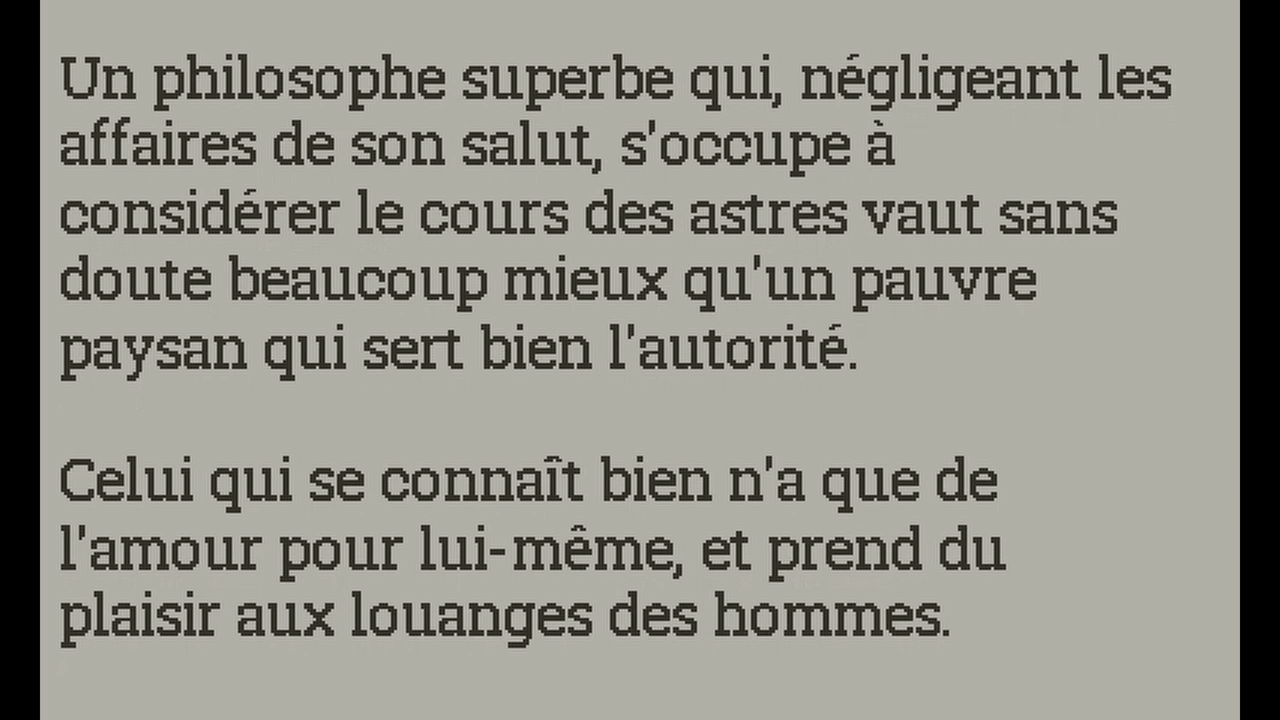 Un philosophe superbe qui, négligeant les
affaires de son salut, s'occupe à
considérer le cours des astres vaut sans
doute beaucoup mieux qu'un pauvre
paysan qui sert bien l'autorité.
Celui qui se connaît bien n'a que de
l'amour pour lui-même, et prend du
plaisir aux louanges des hommes.